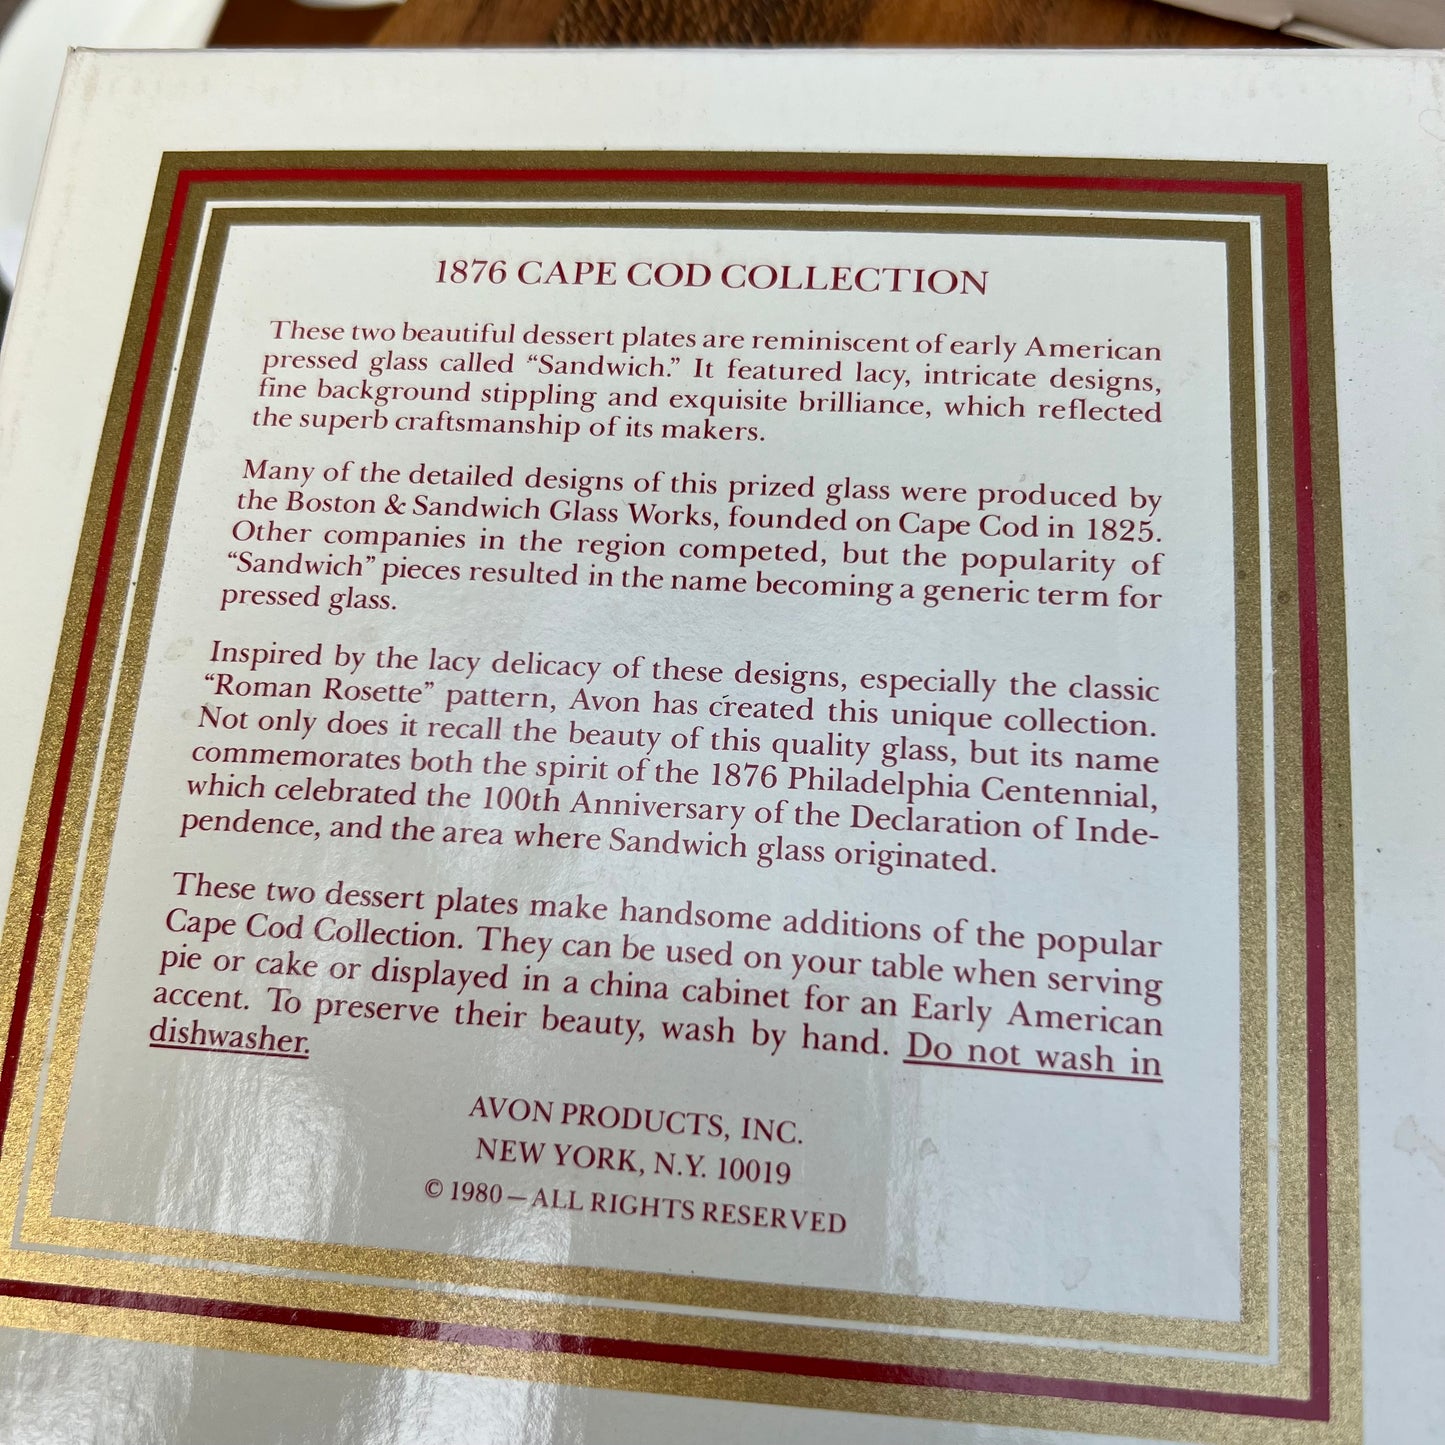 1876 CAPE COD COLLECTION
These two beautiful dessert plates are reminiscent of early American
pressed glass called “Sandwich.” It featured lacy, intricate designs,
fine background stippling and exquisite brilliance, which reflected
the superb craftsmanship of its makers.
Many of the detailed designs of this prized glass were produced by
the Boston & Sandwich Glass Works, founded on Cape Cod in 1825.
Other companies in the region competed, but the popularity of
“Sandwich” pieces resulted in the name becoming a generic term for
pressed glass.
Inspired by the lacy delicacy of these designs, especially the classic
“Roman Rosette” pattern, Avon has created this unique collection.
Not only does it recall the beauty of this quality glass, but its name
commemorates both the spirit of the 1876 Philadelphia Centennial,
which celebrated the 100th Anniversary of the Declaration of Inde-
pendence, and the area where Sandwich glass originated.
These two dessert plates make handsome additions of the popular
Cape Cod Collection. They can be used on your table when serving
pie or cake or displayed in a china cabinet for an Early American
accent. To preserve their beauty, wash by hand. Do not wash in
dishwasher.
AVON PRODUCTS, INC.
NEW YORK, N.Y. 10019
© 1980 — ALL RIGHTS RESERVED